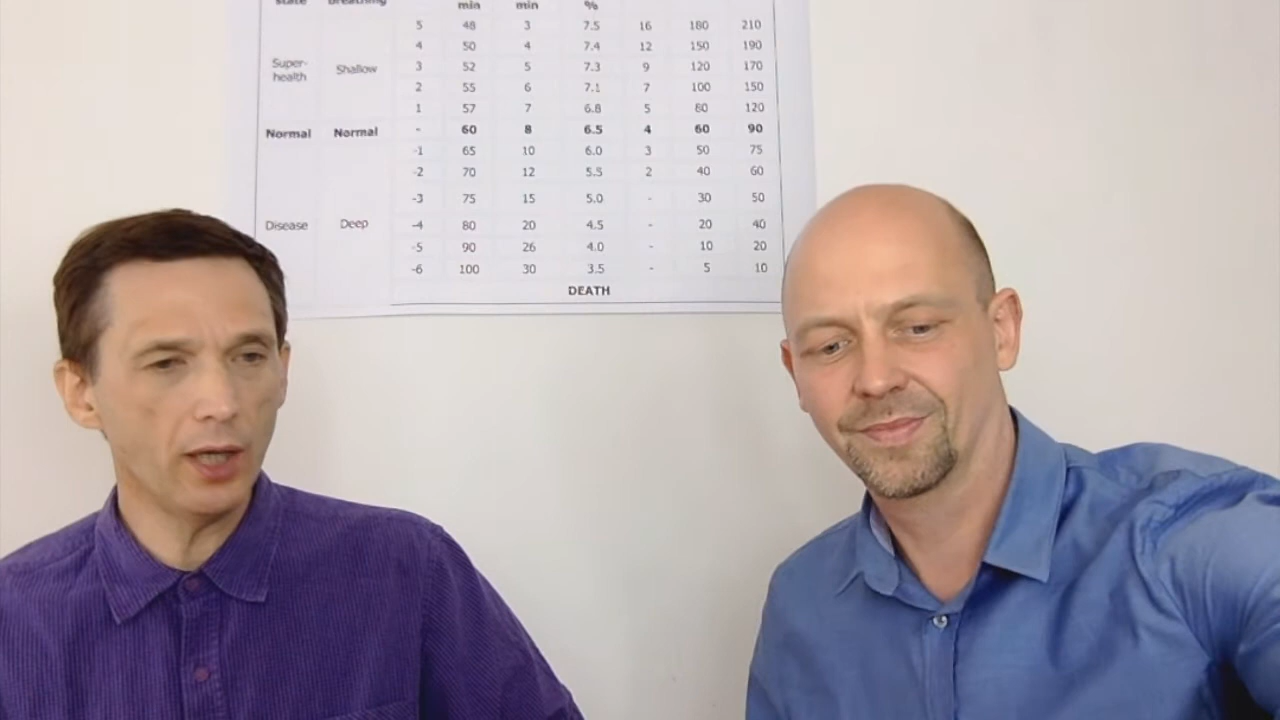 state Breathing min min %
5 48 3 7.5 16 180 210
4 50 4 7.4 12 150 190
Super-health Shallow 3 52 5 7.3 9 120 170
2 55 6 7.1 7 100 150
1 57 7 6.8 5 80 120
Normal Normal - 60 8 6.5 4 60 90
-1 65 10 6.0 3 50 75
-2 70 12 5.5 2 40 60
-3 75 15 5.0 - 30 50
Disease Deep -4 80 20 4.5 - 20 40
-5 90 26 4.0 - 10 20
-6 100 30 3.5 - 5 10
DEATH